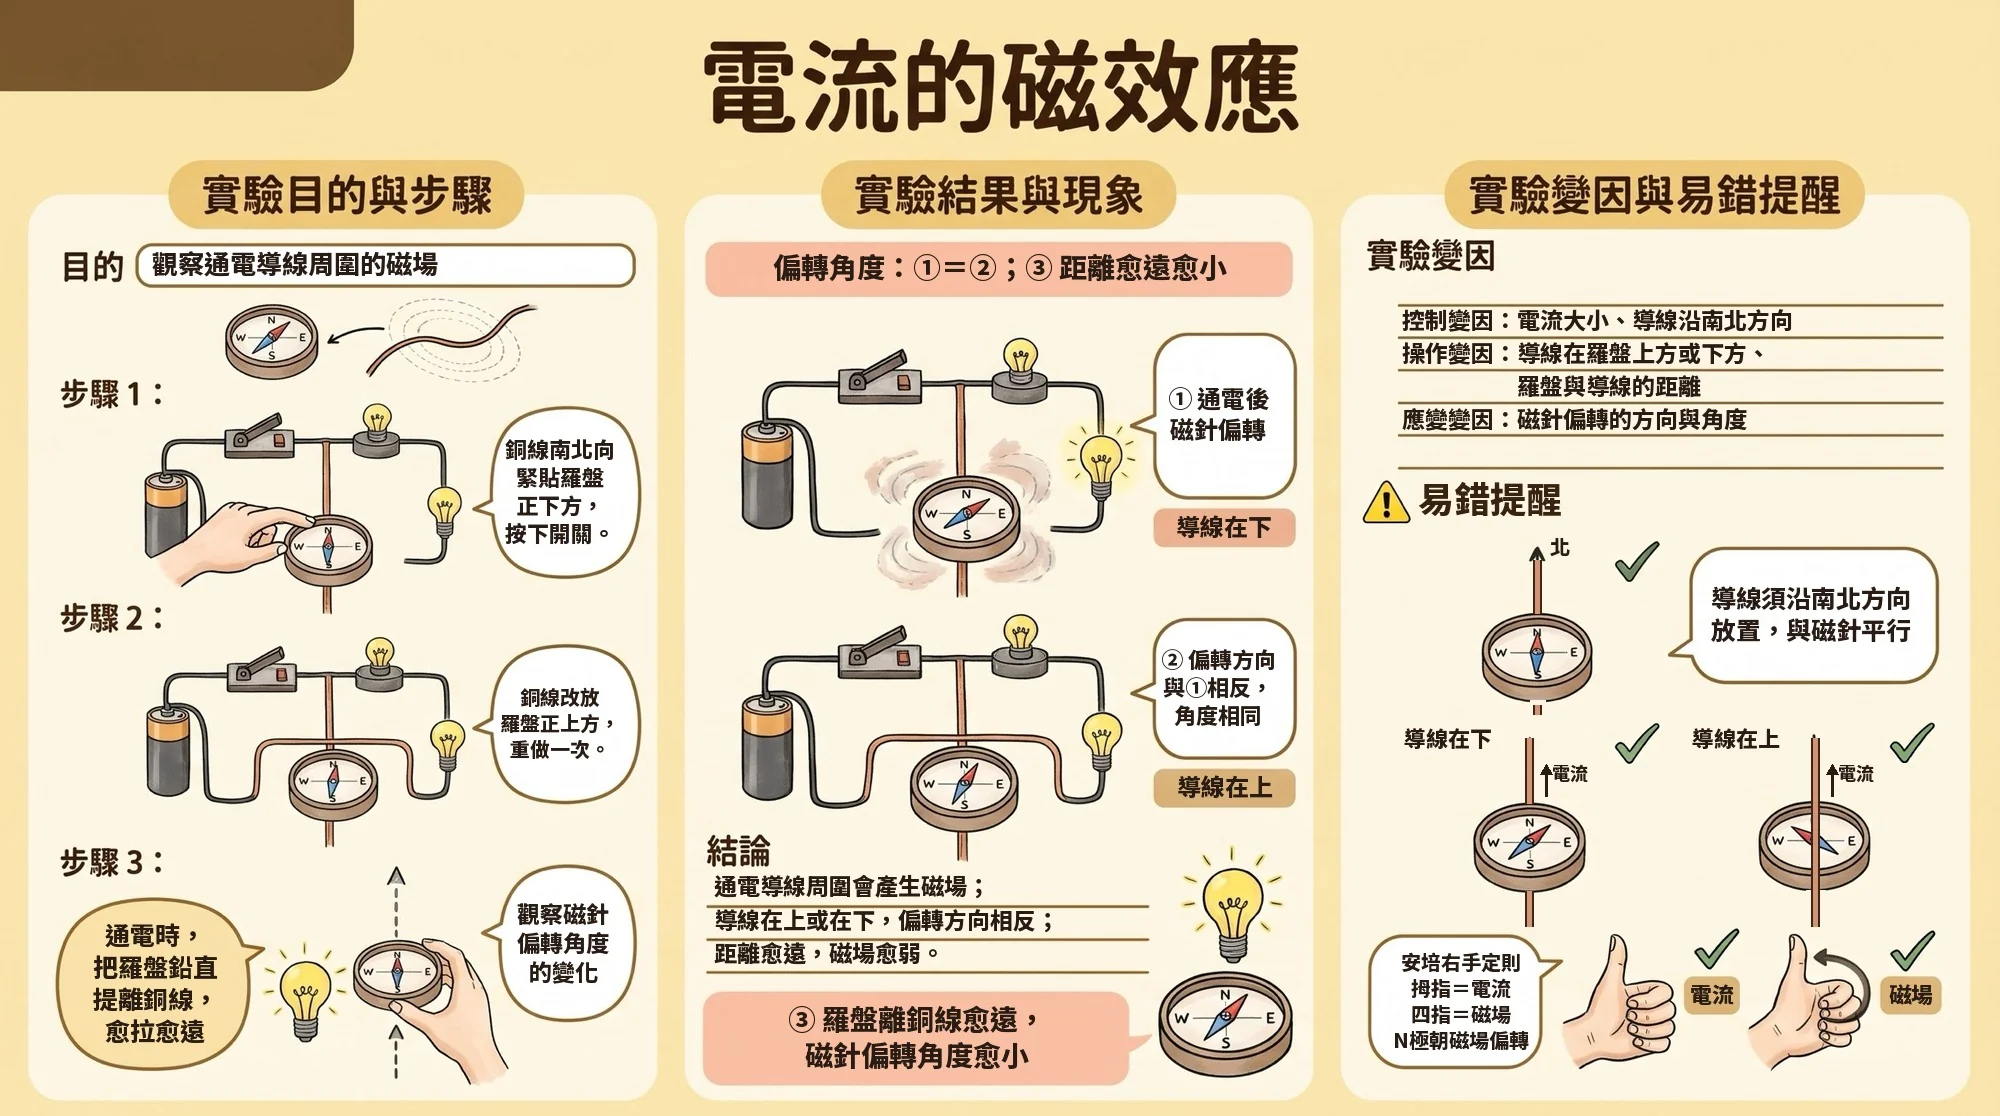 電流的磁效應
實驗目的與步驟
目的
觀察通電導線周圍的磁場
N
W
E
S
步驟 1：
銅線南北向
緊貼羅盤
正下方，
按下開關。
N
W
E
S
步驟 2：
銅線改放
羅盤正上方，
重做一次。
N
W
E
S
步驟 3：
通電時，
把羅盤鉛直
提離銅線，
愈拉愈遠
N
W
E
S
觀察磁針
偏轉角度
的變化
實驗結果與現象
偏轉角度：①＝②；③ 距離愈遠愈小
① 通電後
磁針偏轉
導線在下
N
W
E
S
② 偏轉方向
與①相反，
角度相同
導線在上
N
W
E
S
結論
通電導線周圍會產生磁場；
導線在上或在下，偏轉方向相反；
距離愈遠，磁場愈弱。
③ 羅盤離銅線愈遠，
磁針偏轉角度愈小
N
W
E
S
實驗變因與易錯提醒
實驗變因
控制變因：電流大小、導線沿南北方向
操作變因：導線在羅盤上方或下方、
羅盤與導線的距離
應變變因：磁針偏轉的方向與角度
易錯提醒
北
N
W
E
S
導線須沿南北方向
放置，與磁針平行
導線在下
電流
N
W
E
S
導線在上
電流
N
W
E
S
安培右手定則
拇指＝電流
四指＝磁場
N極朝磁場偏轉
電流
磁場